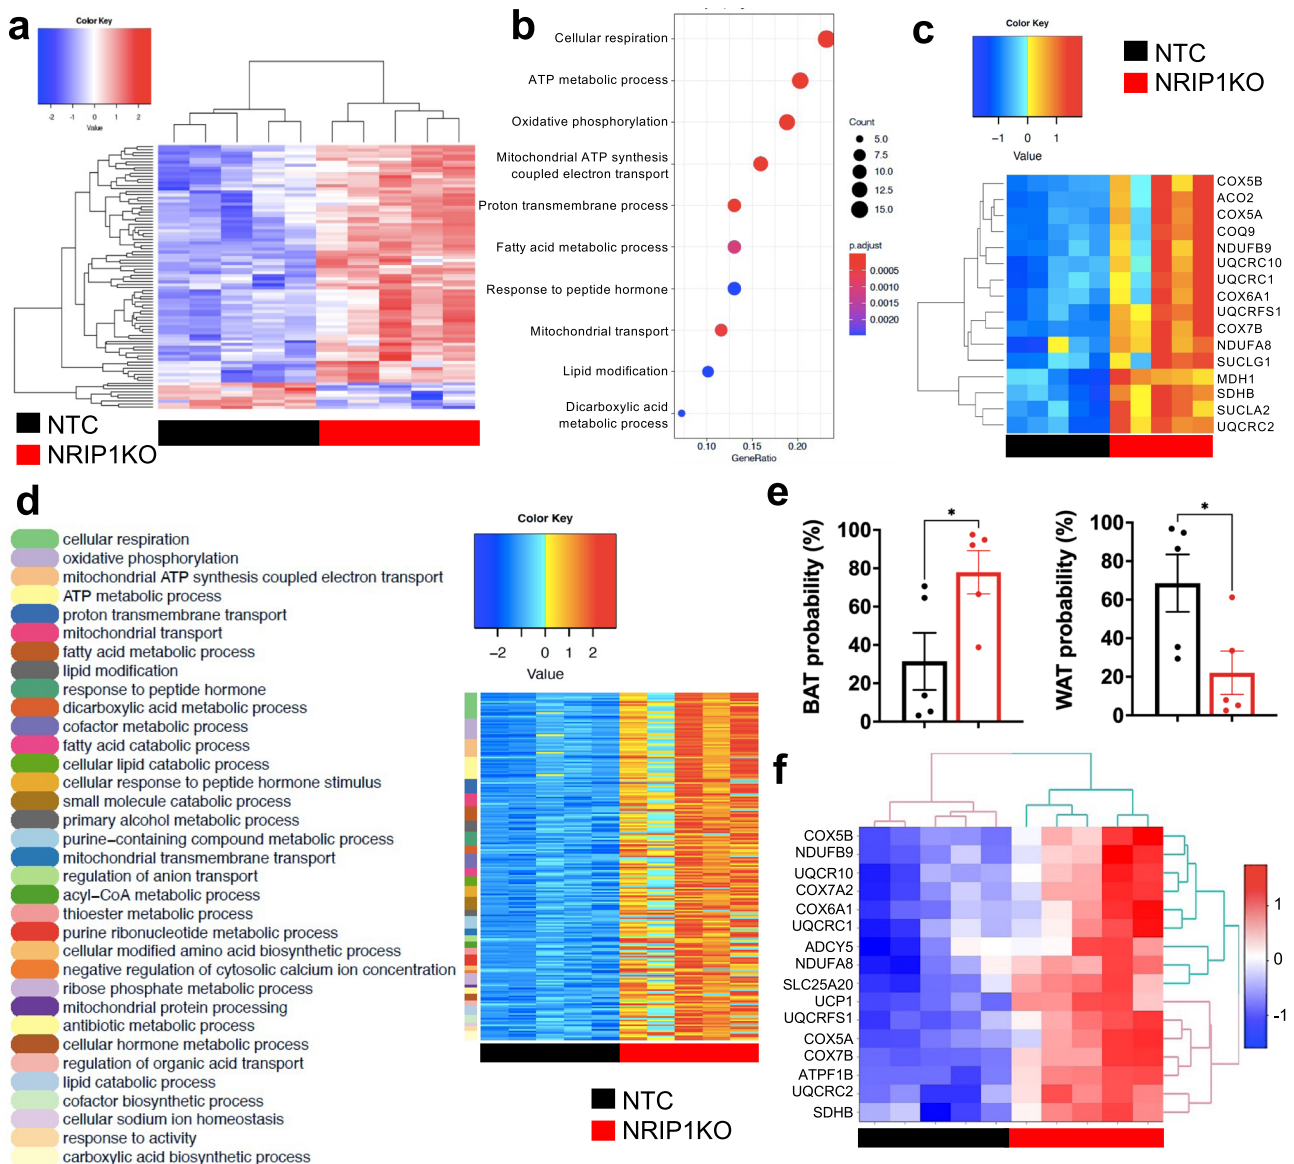 a
Color Key
-2 -1 0 1 2
Value
NTC
NRIP1KO
b
Cellular respiration
ATP metabolic process
Oxidative phosphorylation
Mitochondrial ATP synthesis
coupled electron transport
Proton transmembrane process
Fatty acid metabolic process
Response to peptide hormone
Mitochondrial transport
Lipid modification
Dicarboxylic acid
metabolic process
0.10 0.15 0.20
GeneRatio
Count
5.0
7.5
10.0
12.5
15.0
p.adjust
0.0005
0.0010
0.0015
0.0020
c
Color Key
−1 0 1
Value
NTC
NRIP1KO
COX5B
ACO2
COX5A
COQ9
NDUFB9
UQCRC10
UQCRC1
COX6A1
UQCRFS1
COX7B
NDUFA8
SUCLG1
MDH1
SDHB
SUCLA2
UQCRC2
d
cellular respiration
oxidative phosphorylation
mitochondrial ATP synthesis coupled electron transport
ATP metabolic process
proton transmembrane transport
mitochondrial transport
fatty acid metabolic process
lipid modification
response to peptide hormone
dicarboxylic acid metabolic process
cofactor metabolic process
fatty acid catabolic process
cellular lipid catabolic process
cellular response to peptide hormone stimulus
small molecule catabolic process
primary alcohol metabolic process
purine−containing compound metabolic process
mitochondrial transmembrane transport
regulation of anion transport
acyl−CoA metabolic process
thioester metabolic process
purine ribonucleotide metabolic process
cellular modified amino acid biosynthetic process
negative regulation of cytosolic calcium ion concentration
ribose phosphate metabolic process
mitochondrial protein processing
antibiotic metabolic process
cellular hormone metabolic process
regulation of organic acid transport
lipid catabolic process
cofactor biosynthetic process
cellular sodium ion homeostasis
response to activity
carboxylic acid biosynthetic process
Color Key
−2 0 1 2
Value
NTC
NRIP1KO
e
BAT probability (%)
100
80
60
40
20
0
*
WAT probability (%)
100
80
60
40
20
0
*
f
COX5B
NDUFB9
UQCR10
COX7A2
COX6A1
UQCRC1
ADCY5
NDUFA8
SLC25A20
UCP1
UQCRFS1
COX5A
COX7B
ATPF1B
UQCRC2
SDHB
1
0
-1